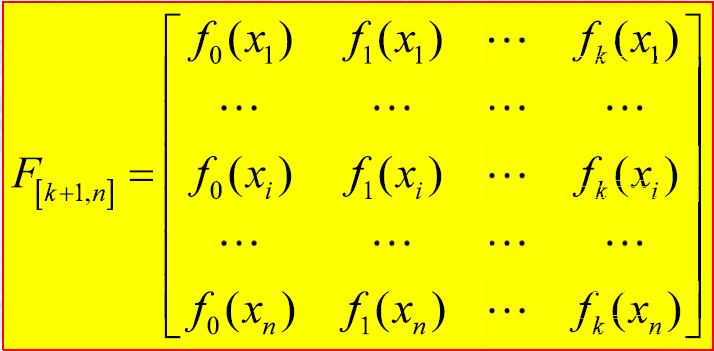 f₀(x₁) f₁(x₁) ⋯ fₖ(x₁)
⋯ ⋯ ⋯ ⋯
F[k+1,n] = f₀(xᵢ) f₁(xᵢ) ⋯ fₖ(xᵢ)
⋯ ⋯ ⋯ ⋯
f₀(xₙ) f₁(xₙ) ⋯ fₖ(xₙ)